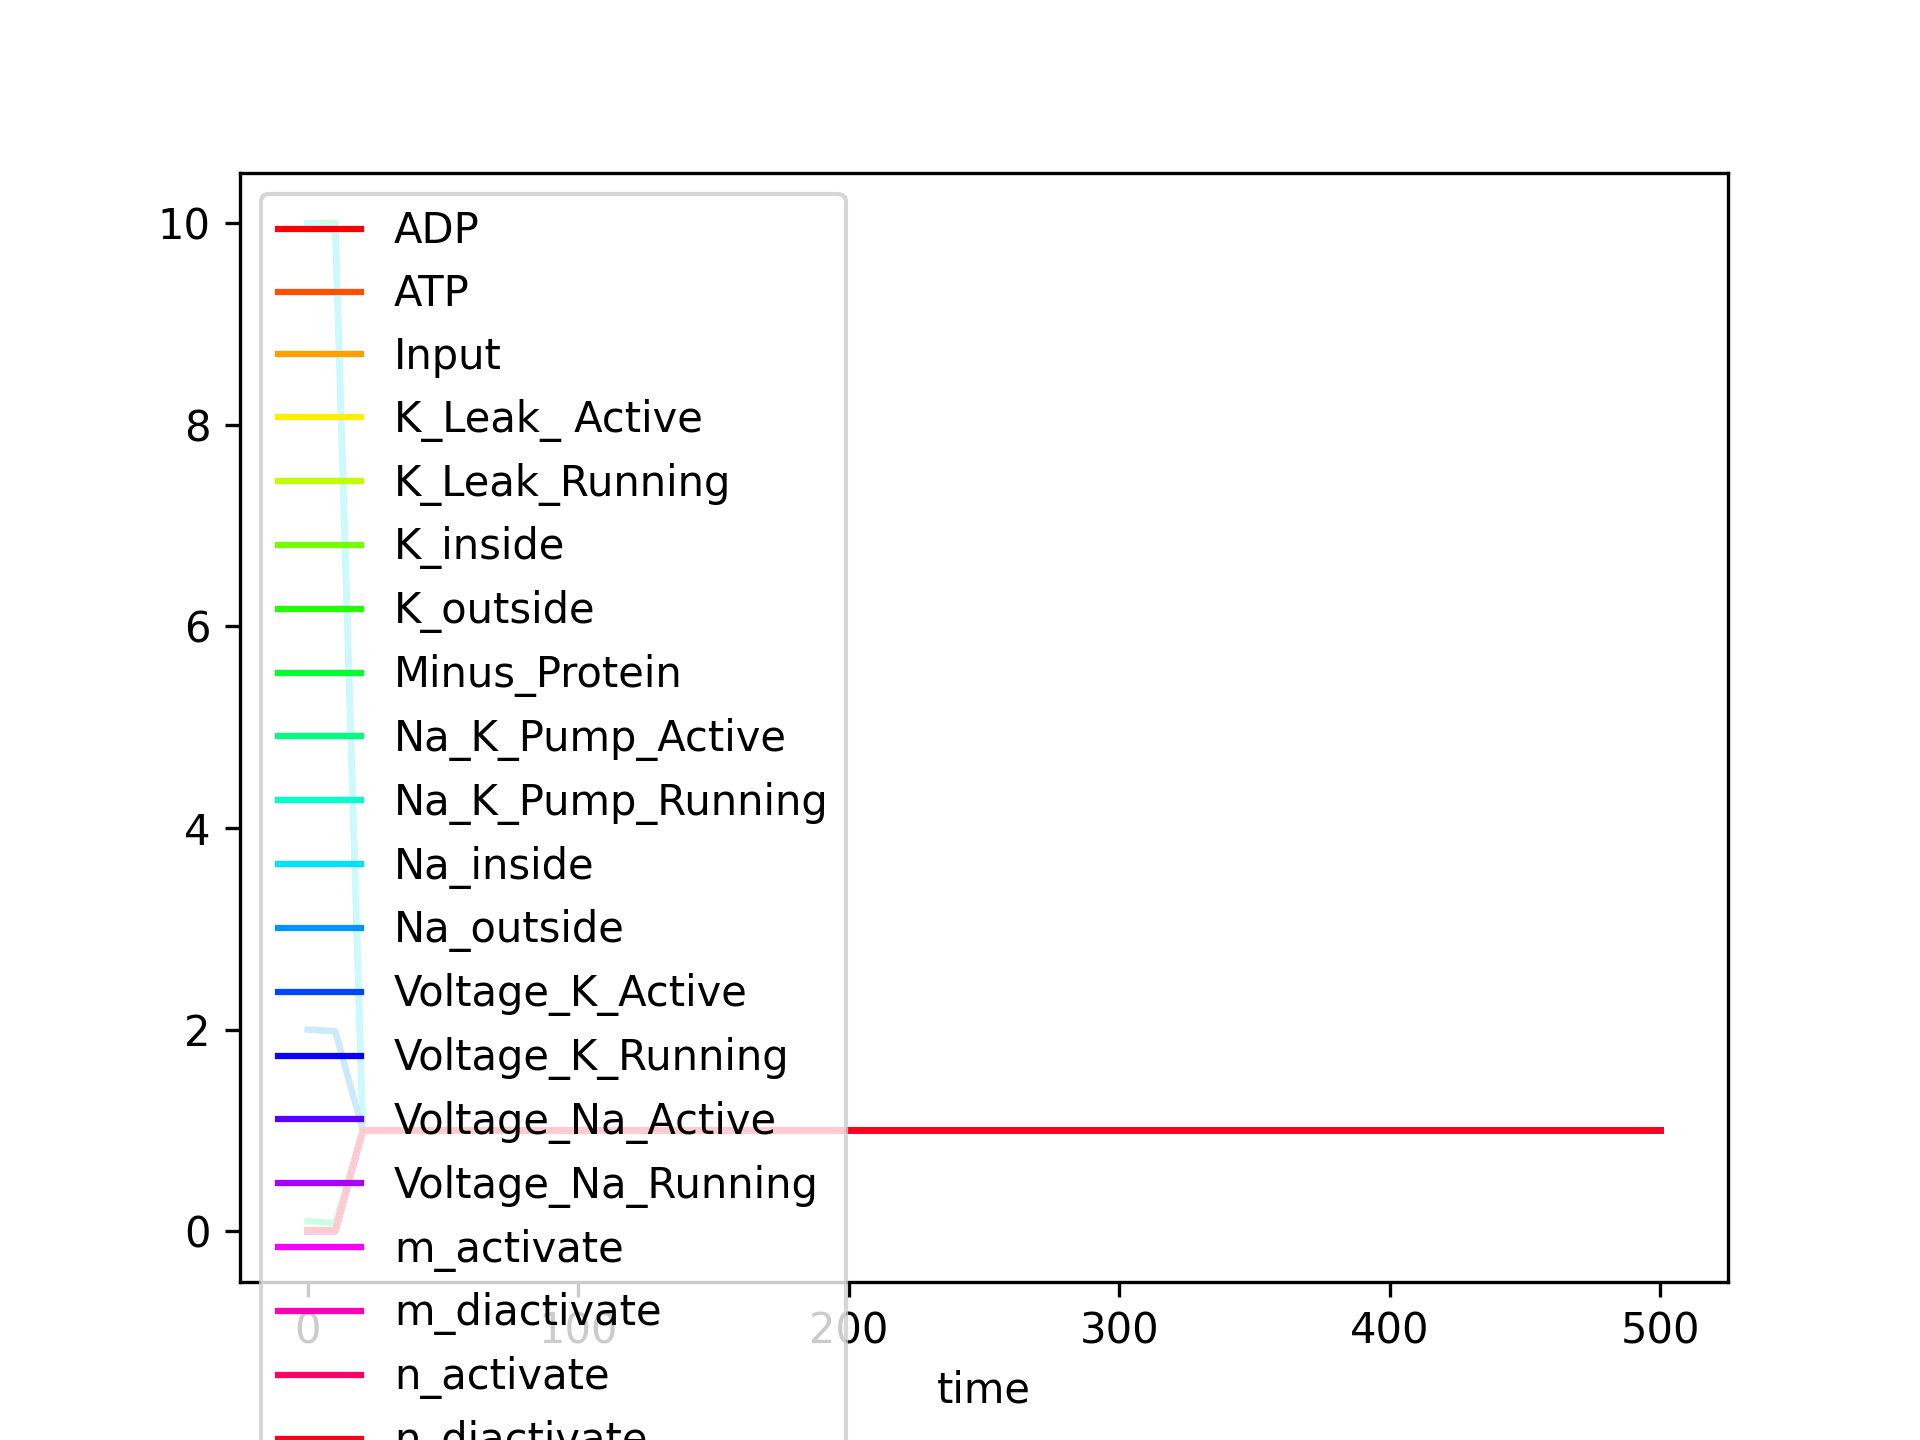 10
8
6
4
2
0
ADP
ATP
Input
K_Leak_ Active
K_Leak_Running
K_inside
K_outside
Minus_Protein
Na_K_Pump_Active
Na_K_Pump_Running
Na_inside
Na_outside
Voltage_K_Active
Voltage_K_Running
Voltage_Na_Active
Voltage_Na_Running
m_activate
m_diactivate
n_activate
n_diactivate
0 100 200 300 400 500
time